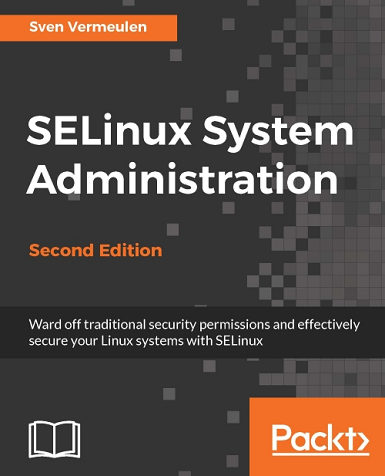 Sven Vermeulen
SELinux System
Administration
Second Edition
Ward off traditional security permissions and effectively
secure your Linux systems with SELinux
Packt>